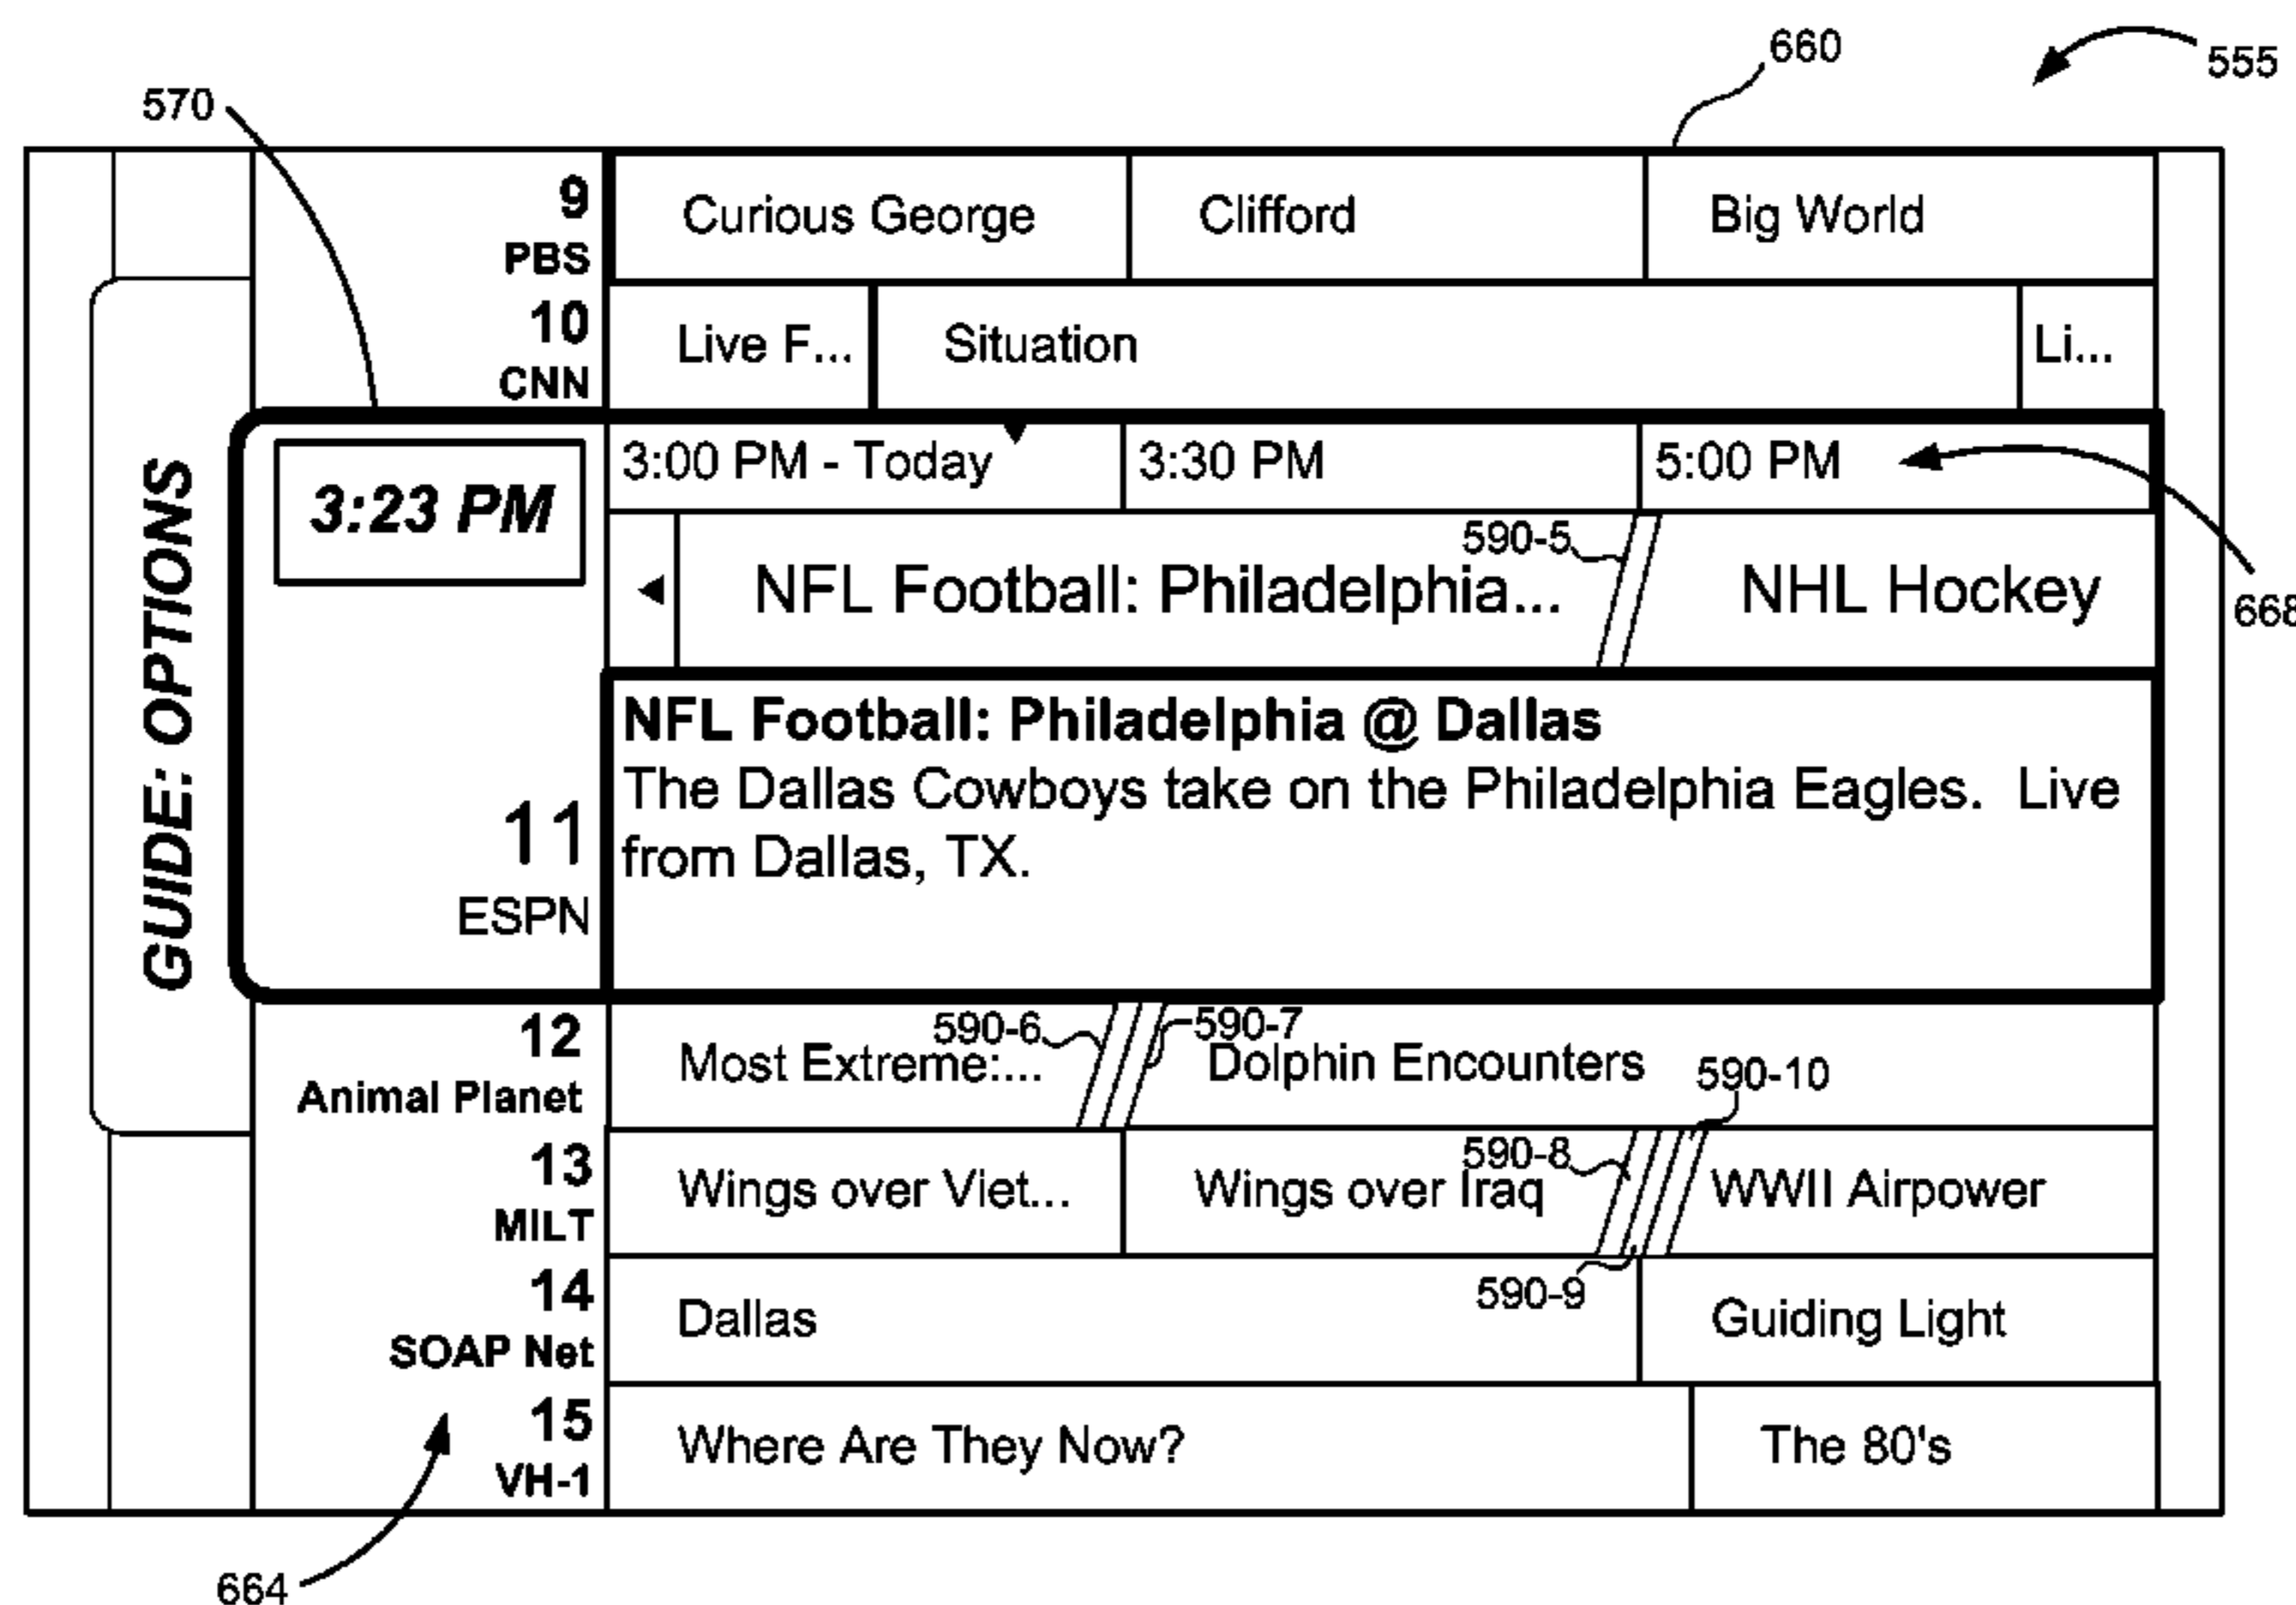 660
555
570
9
PBS
Curious George
Clifford
Big World
10
CNN
Live F...
Situation
Li...
3:23 PM
3:00 PM - Today
3:30 PM
5:00 PM
GUIDE: OPTIONS
590-5
NFL Football: Philadelphia...
NHL Hockey
668
11
ESPN
NFL Football: Philadelphia @ Dallas
The Dallas Cowboys take on the Philadelphia Eagles. Live
from Dallas, TX.
12
Animal Planet
590-6
590-7
Most Extreme:...
Dolphin Encounters
590-10
13
MILT
Wings over Viet...
590-8
Wings over Iraq
WWII Airpower
590-9
14
SOAP Net
Dallas
Guiding Light
15
VH-1
Where Are They Now?
The 80's
664